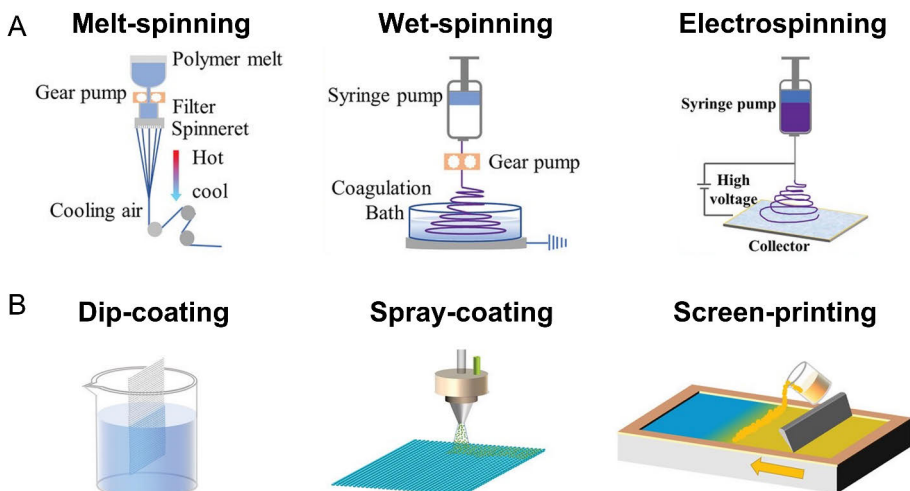 A
Melt-spinning
Wet-spinning
Electrospinning
Polymer melt
Gear pump
Filter
Spinneret
Hot
cool
Cooling air
Syringe pump
Gear pump
Coagulation
Bath
Syringe pump
High
voltage
Collector
B
Dip-coating
Spray-coating
Screen-printing